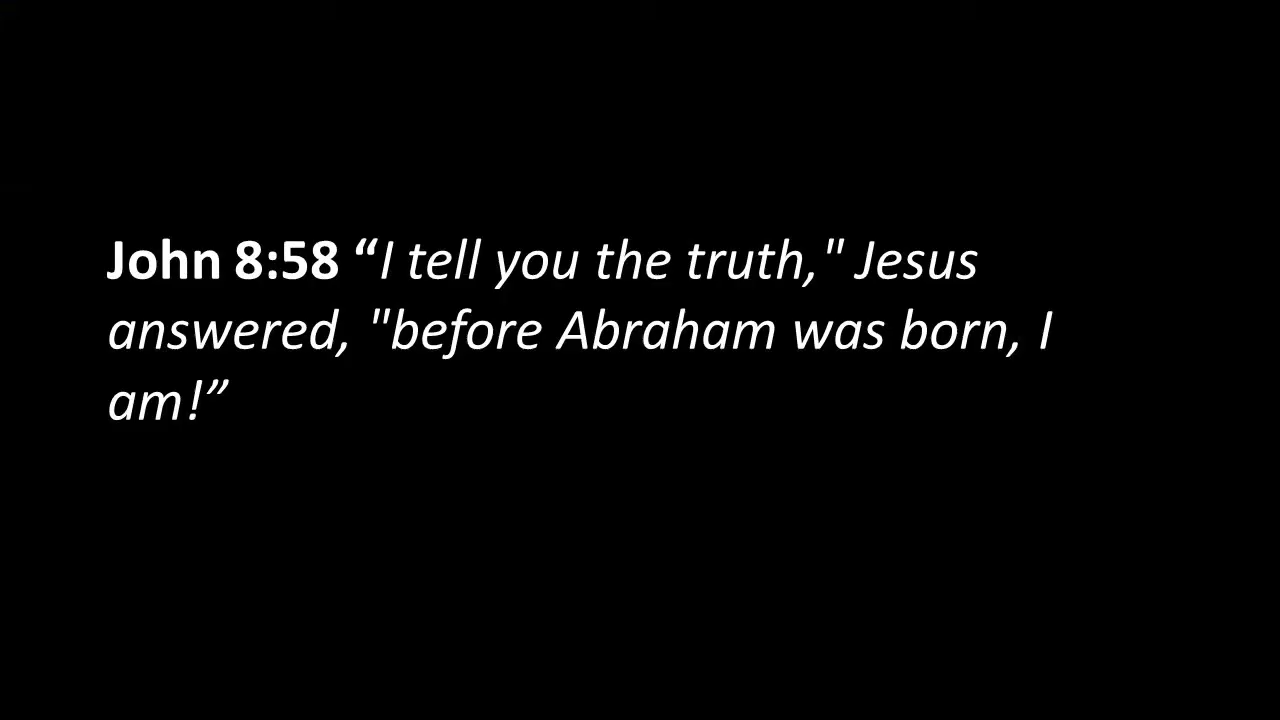 John 8:58 “I tell you the truth," Jesus
answered, "before Abraham was born, I
am!”